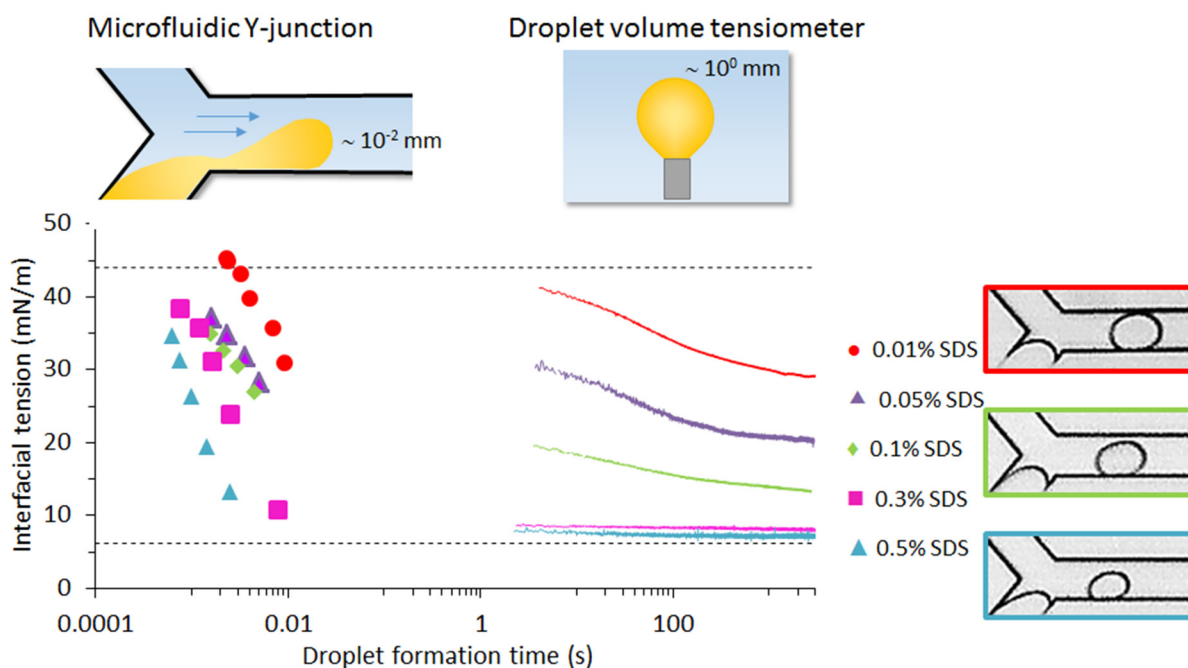 Microfluidic Y-junction
Droplet volume tensiometer
~ 10⁻² mm
~ 10⁰ mm
Interfacial tension (mN/m)
50
40
30
20
10
0
0.0001
0.01
1
100
Droplet formation time (s)
0.01% SDS
0.05% SDS
0.1% SDS
0.3% SDS
0.5% SDS